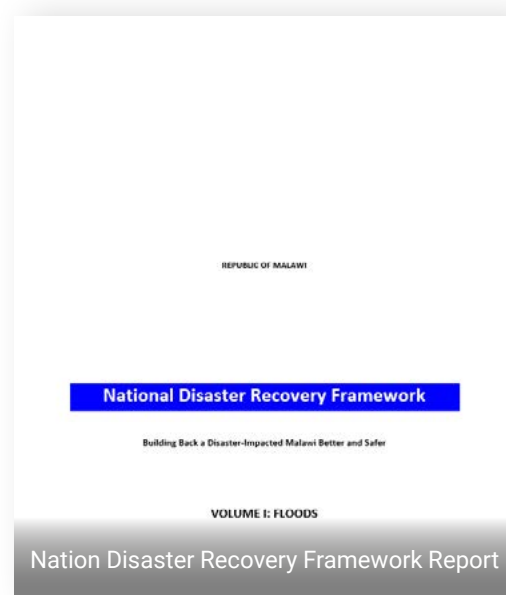 REPUBLIC OF MALAWI
National Disaster Recovery Framework
Building Back a Disaster-Impacted Malawi Better and Safer
VOLUME I: FLOODS
Nation Disaster Recovery Framework Report